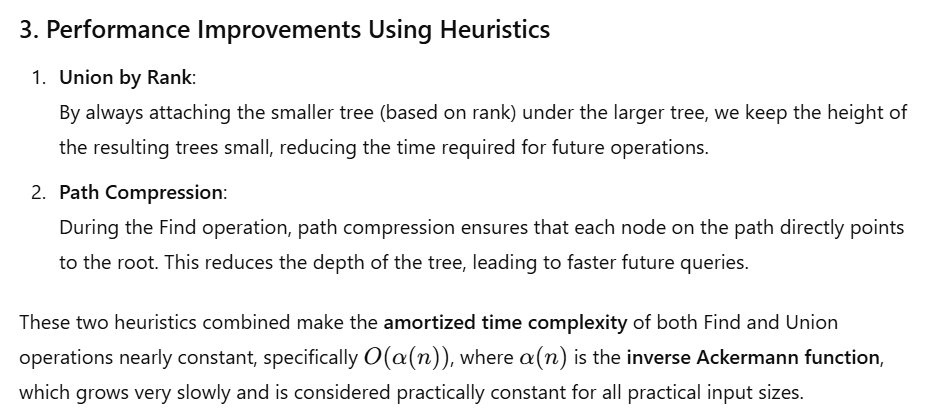 3. Performance Improvements Using Heuristics
1. Union by Rank:
By always attaching the smaller tree (based on rank) under the larger tree, we keep the height of
the resulting trees small, reducing the time required for future operations.
2. Path Compression:
During the Find operation, path compression ensures that each node on the path directly points
to the root. This reduces the depth of the tree, leading to faster future queries.
These two heuristics combined make the amortized time complexity of both Find and Union
operations nearly constant, specifically O(α(n)), where α(n) is the inverse Ackermann function,
which grows very slowly and is considered practically constant for all practical input sizes.